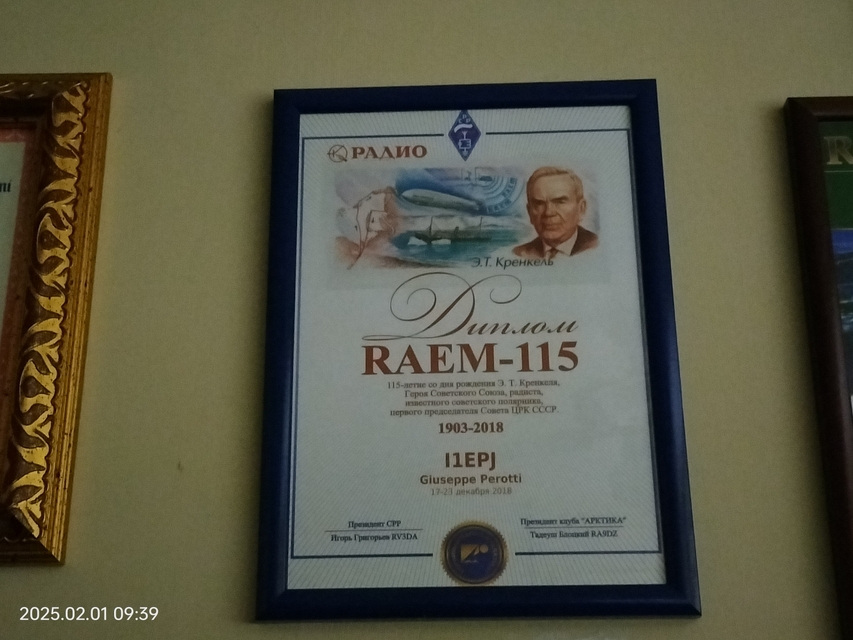 РАДИО
СРР
Э.Т. Кренкель
Диплом
RAEM-115
115-летие со дня рождения Э. Т. Кренкеля,
Героя Советского Союза, радиста,
известного советского полярника,
первого председателя Совета ЦРК СССР
1903-2018
I1EPJ
Giuseppe Perotti
17-23 декабря 2018
Президент СРР
Игорь Григорьев RV3DA
Президент клуба "АРКТИКА"
Тадеуш Блоцкий RA9DZ
2025.02.01 09:39